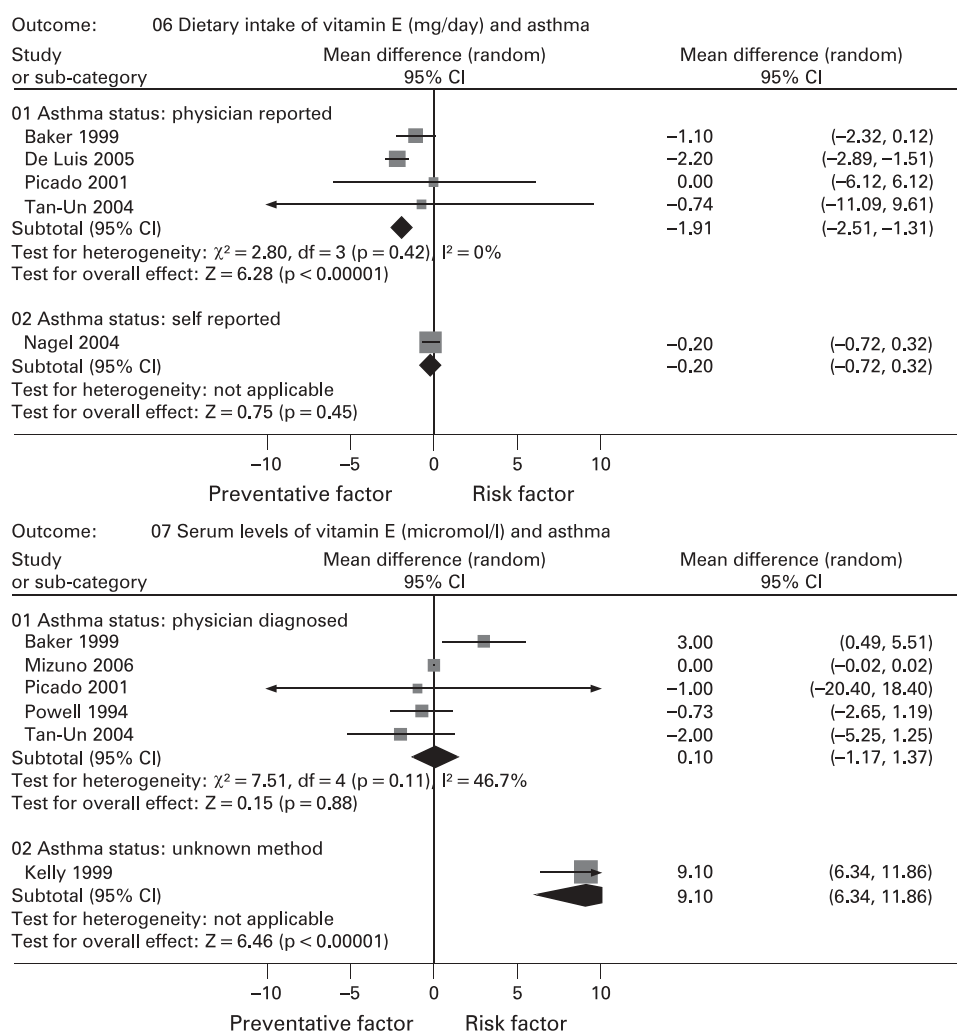 Outcome: 06 Dietary intake of vitamin E (mg/day) and asthma
Study Mean difference (random) Mean difference (random)
or sub-category 95% CI 95% CI
01 Asthma status: physician reported
Baker 1999 −1.10 (−2.32, 0.12)
De Luis 2005 −2.20 (−2.89, −1.51)
Picado 2001 0.00 (−6.12, 6.12)
Tan-Un 2004 −0.74 (−11.09, 9.61)
Subtotal (95% CI) −1.91 (−2.51, −1.31)
Test for heterogeneity: χ² = 2.80, df = 3 (p = 0.42), I² = 0%
Test for overall effect: Z = 6.28 (p < 0.00001)
02 Asthma status: self reported
Nagel 2004 −0.20 (−0.72, 0.32)
Subtotal (95% CI) −0.20 (−0.72, 0.32)
Test for heterogeneity: not applicable
Test for overall effect: Z = 0.75 (p = 0.45)
−10 −5 0 5 10
Preventative factor Risk factor
Outcome: 07 Serum levels of vitamin E (micromol/l) and asthma
Study Mean difference (random) Mean difference (random)
or sub-category 95% CI 95% CI
01 Asthma status: physician diagnosed
Baker 1999 3.00 (0.49, 5.51)
Mizuno 2006 0.00 (−0.02, 0.02)
Picado 2001 −1.00 (−20.40, 18.40)
Powell 1994 −0.73 (−2.65, 1.19)
Tan-Un 2004 −2.00 (−5.25, 1.25)
Subtotal (95% CI) 0.10 (−1.17, 1.37)
Test for heterogeneity: χ² = 7.51, df = 4 (p = 0.11), I² = 46.7%
Test for overall effect: Z = 0.15 (p = 0.88)
02 Asthma status: unknown method
Kelly 1999 9.10 (6.34, 11.86)
Subtotal (95% CI) 9.10 (6.34, 11.86)
Test for heterogeneity: not applicable
Test for overall effect: Z = 6.46 (p < 0.00001)
−10 −5 0 5 10
Preventative factor Risk factor